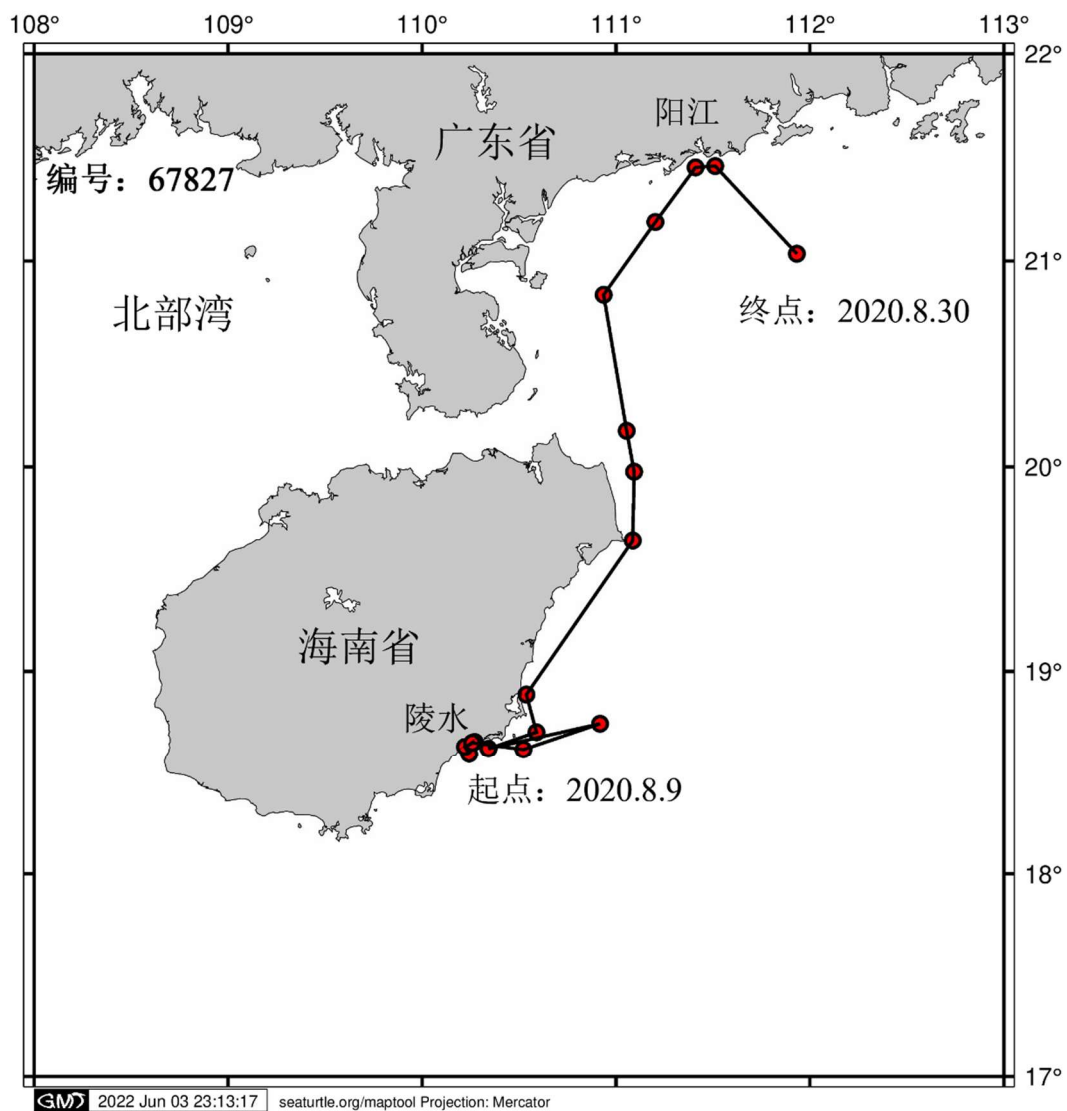 108° 109° 110° 111° 112° 113°
22°
阳江
广东省
编号：67827
21°
北部湾
终点：2020.8.30
20°
海南省
19°
陵水
起点：2020.8.9
18°
17°
GMT 2022 Jun 03 23:13:17 seaturtle.org/maptool Projection: Mercator